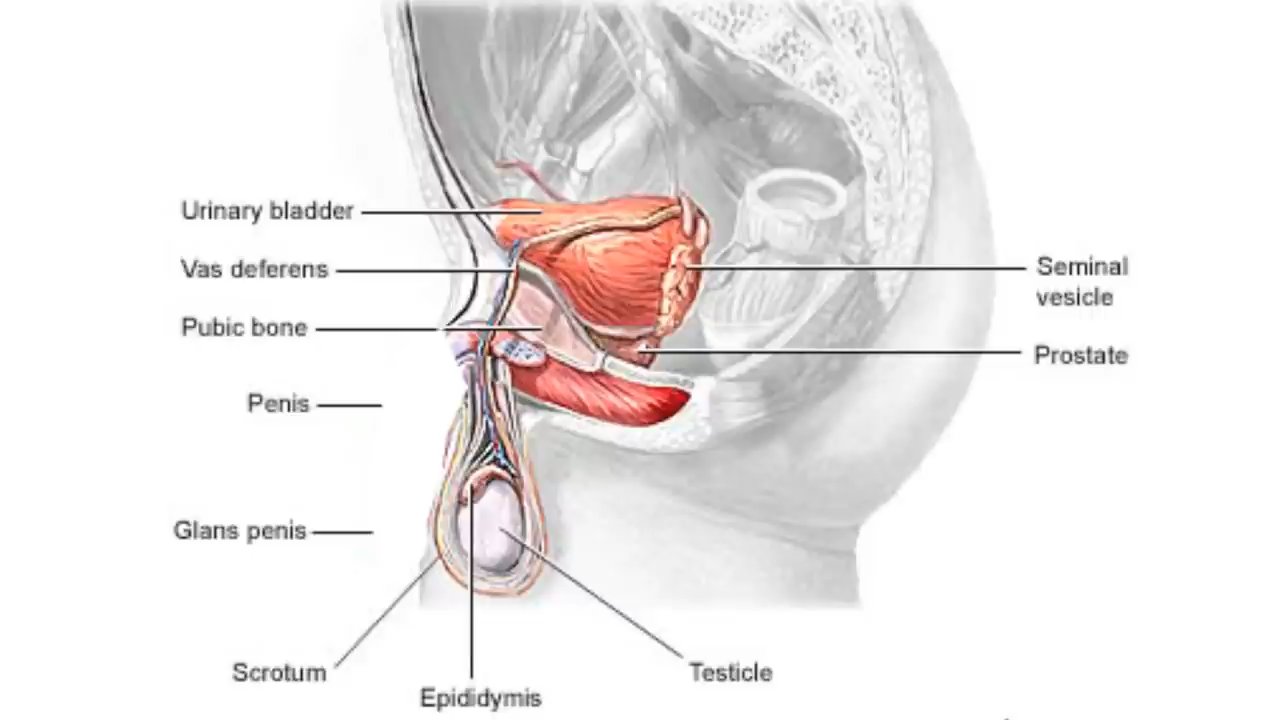 Urinary bladder
Vas deferens
Pubic bone
Penis
Glans penis
Scrotum
Epididymis
Testicle
Seminal
vesicle
Prostate